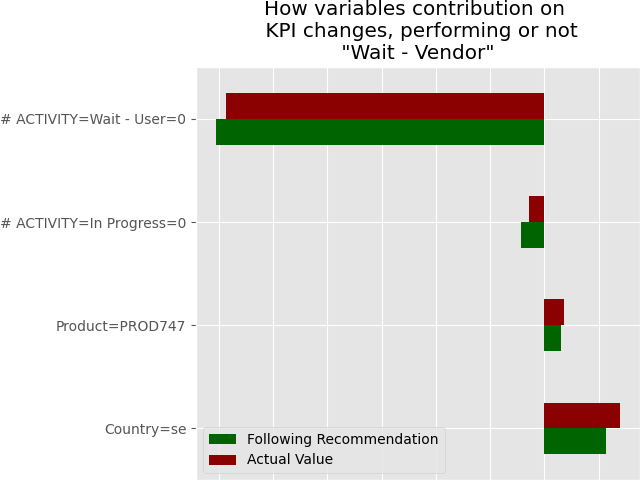 How variables contribution on
KPI changes, performing or not
"Wait - Vendor"
# ACTIVITY=Wait - User=0
# ACTIVITY=In Progress=0
Product=PROD747
Country=se
Following Recommendation
Actual Value